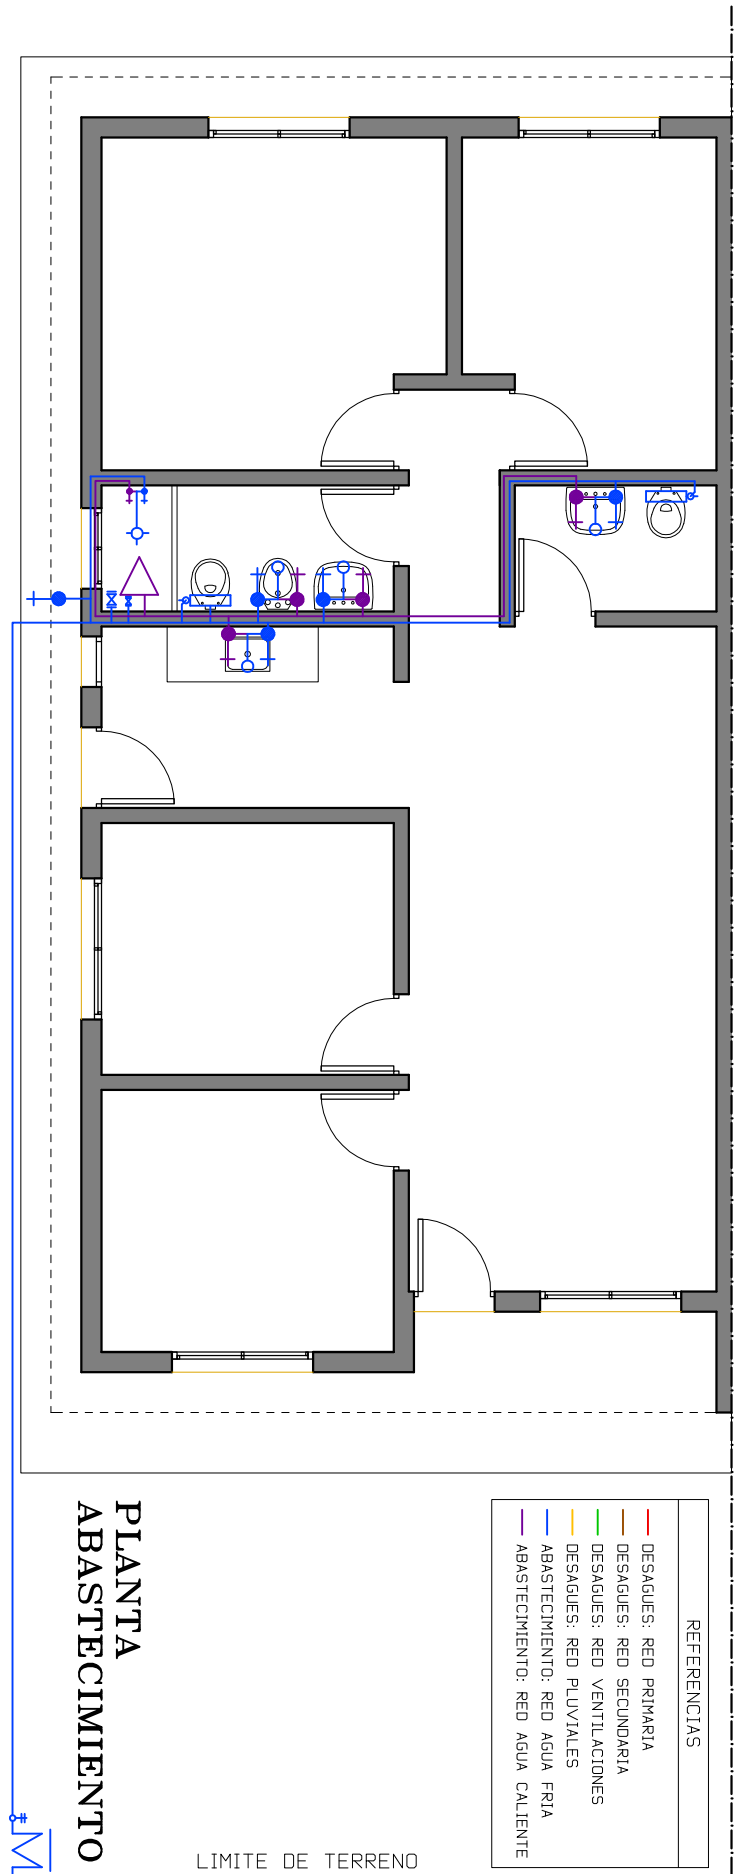 REFERENCIAS
DESAGUES: RED PRIMARIA
DESAGUES: RED SECUNDARIA
DESAGUES: RED VENTILACIONES
DESAGUES: RED PLUVIALES
ABASTECIMIENTO: RED AGUA FRIA
ABASTECIMIENTO: RED AGUA CALIENTE
PLANTA
ABASTECIMIENTO
LIMITE DE TERRENO
M